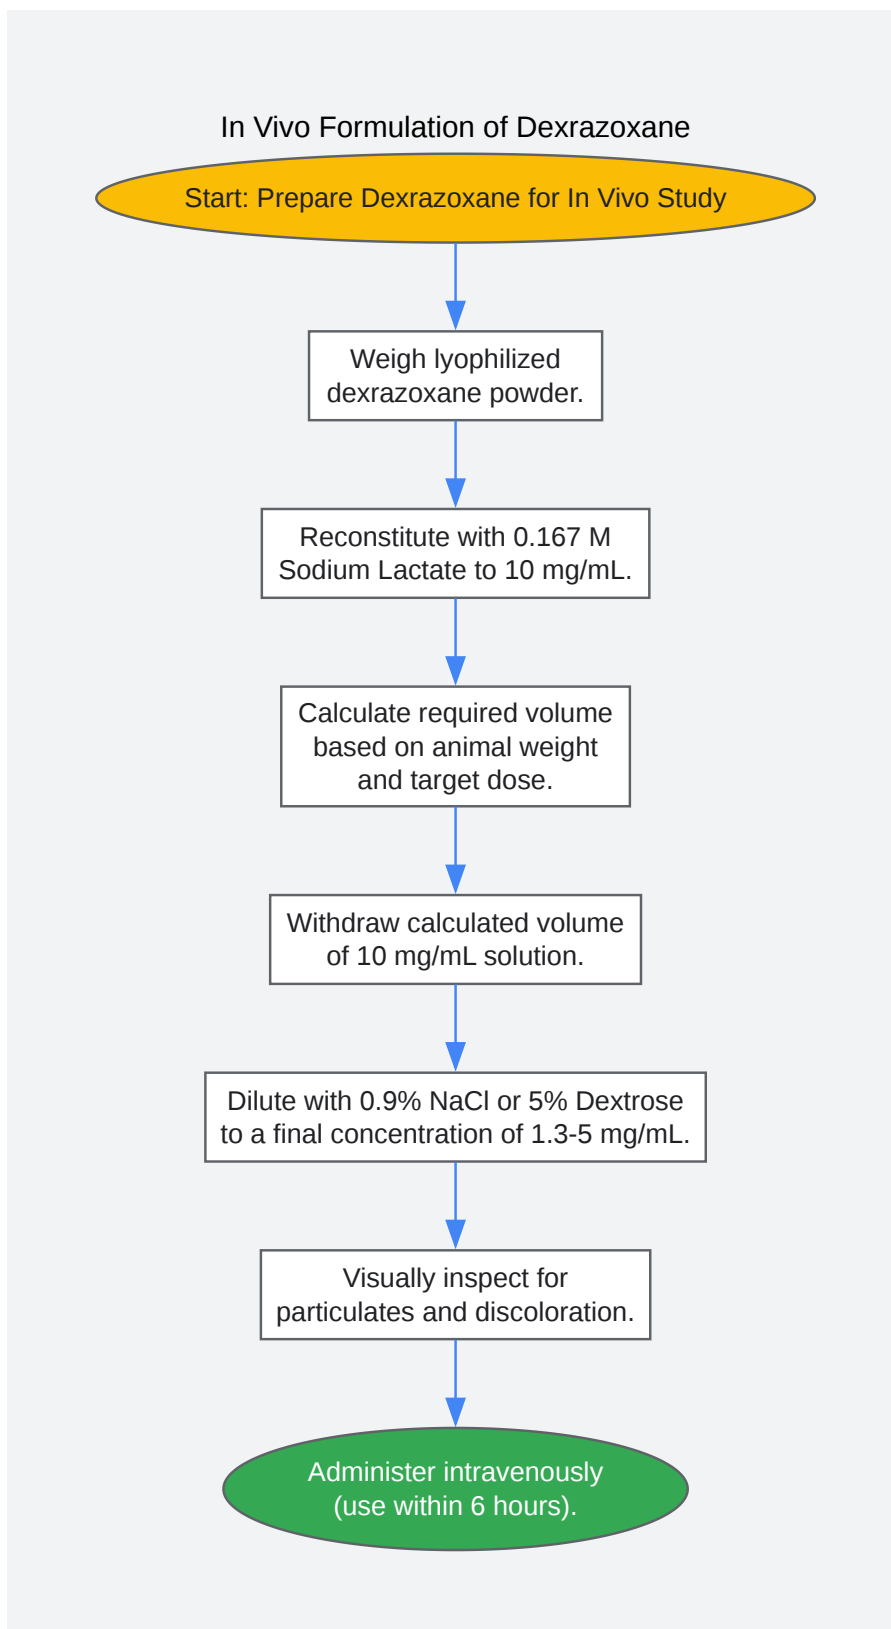 In Vivo Formulation of Dexrazoxane
Start: Prepare Dexrazoxane for In Vivo Study
Weigh lyophilized
dexrazoxane powder.
Reconstitute with 0.167 M
Sodium Lactate to 10 mg/mL.
Calculate required volume
based on animal weight
and target dose.
Withdraw calculated volume
of 10 mg/mL solution.
Dilute with 0.9% NaCl or 5% Dextrose
to a final concentration of 1.3-5 mg/mL.
Visually inspect for
particulates and discoloration.
Administer intravenously
(use within 6 hours).